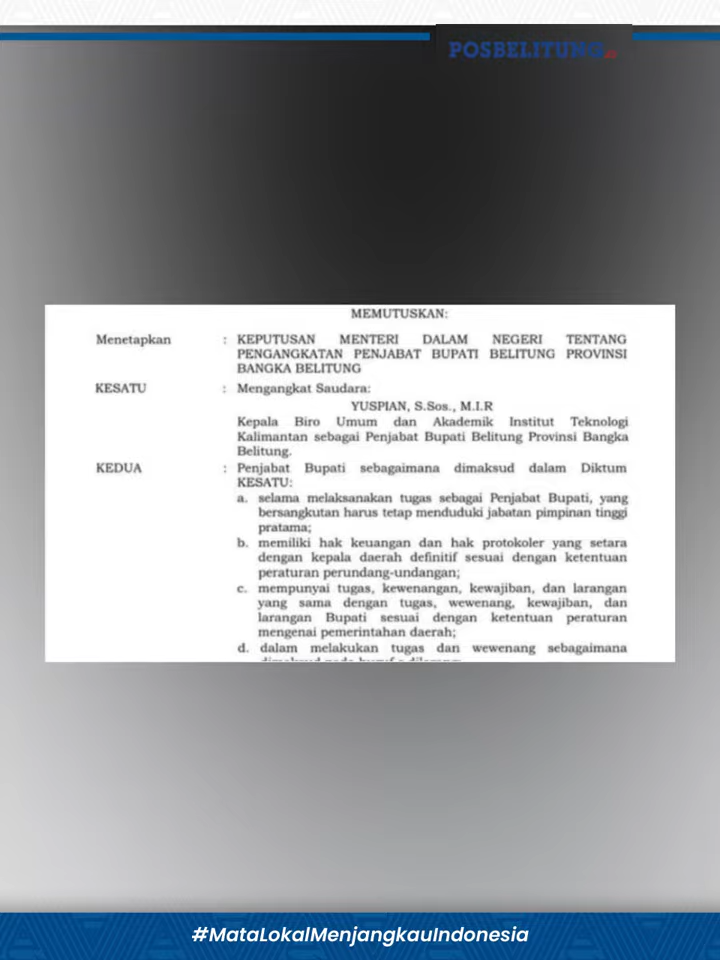 POSBELITUNG.co
MEMUTUSKAN:
Menetapkan : KEPUTUSAN MENTERI DALAM NEGERI TENTANG
PENGANGKATAN PENJABAT BUPATI BELITUNG PROVINSI
BANGKA BELITUNG
KESATU : Mengangkat Saudara:
YUSPIAN, S.Sos., M.I.R
Kepala Biro Umum dan Akademik Institut Teknologi
Kalimantan sebagai Penjabat Bupati Belitung Provinsi Bangka
Belitung.
KEDUA : Penjabat Bupati sebagaimana dimaksud dalam Diktum
KESATU:
a. selama melaksanakan tugas sebagai Penjabat Bupati, yang
bersangkutan harus tetap menduduki jabatan pimpinan tinggi
pratama;
b. memiliki hak keuangan dan hak protokoler yang setara
dengan kepala daerah definitif sesuai dengan ketentuan
peraturan perundang-undangan;
c. mempunyai tugas, kewenangan, kewajiban, dan larangan
yang sama dengan tugas, wewenang, kewajiban, dan
larangan Bupati sesuai dengan ketentuan peraturan
mengenai pemerintahan daerah;
d. dalam melakukan tugas dan wewenang sebagaimana
#MataLokalMenjangkauIndonesia